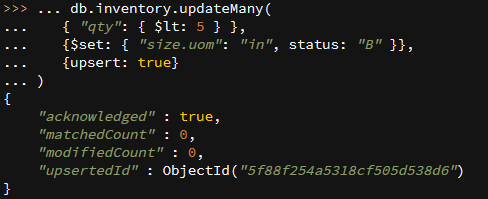 >>> ... db.inventory.updateMany(
...    { "qty": { $lt: 5 } },
...    {$set: { "size.uom": "in", status: "B" }},
...    {upsert: true}
... )
{
    "acknowledged" : true,
    "matchedCount" : 0,
    "modifiedCount" : 0,
    "upsertedId" : ObjectId("5f88f254a5318cf505d538d6")
}